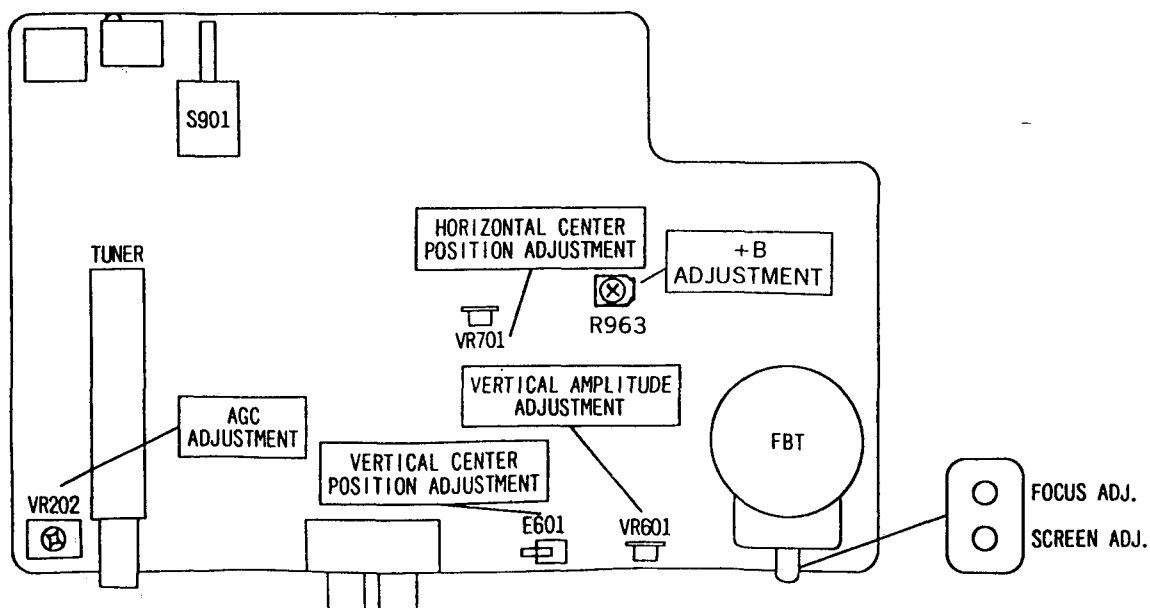 S901
HORIZONTAL CENTER
POSITION ADJUSTMENT
+B
ADJUSTMENT
TUNER
R963
VR701
VERTICAL AMPLITUDE
ADJUSTMENT
AGC
ADJUSTMENT
FBT
VERTICAL CENTER
POSITION ADJUSTMENT
VR202
E601
VR601
FOCUS ADJ.
SCREEN ADJ.